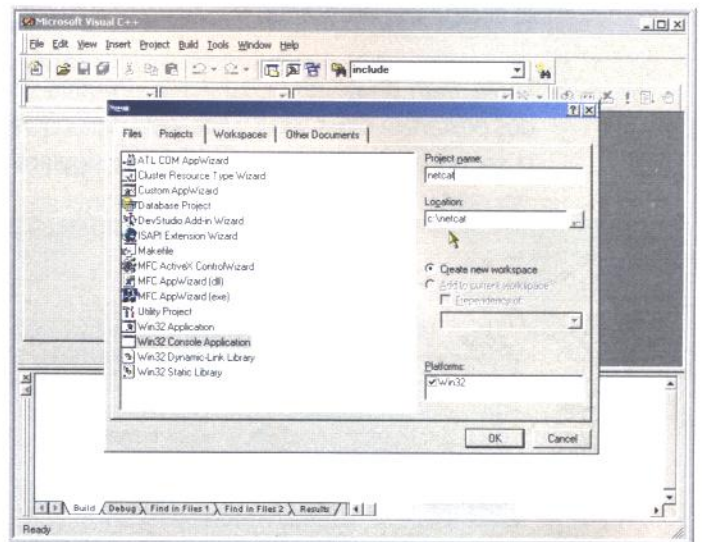 Microsoft Visual C++
File Edit View Insert Project Build Tools Window Help
include
New
Files Projects Workspaces Other Documents
ATL COM AppWizard
Cluster Resource Type Wizard
Custom AppWizard
Database Project
DevStudio Add-in Wizard
ISAPI Extension Wizard
Makefile
MFC ActiveX ControlWizard
MFC AppWizard (dll)
MFC AppWizard (exe)
Utility Project
Win32 Application
Win32 Console Application
Win32 Dynamic-Link Library
Win32 Static Library
Project name:
netcat
Location:
c:\netcat
Create new workspace
Add to current workspace
Dependency of:
Platforms:
Win32
OK Cancel
Build Debug Find in Files 1 Find in Files 2 Results
Ready